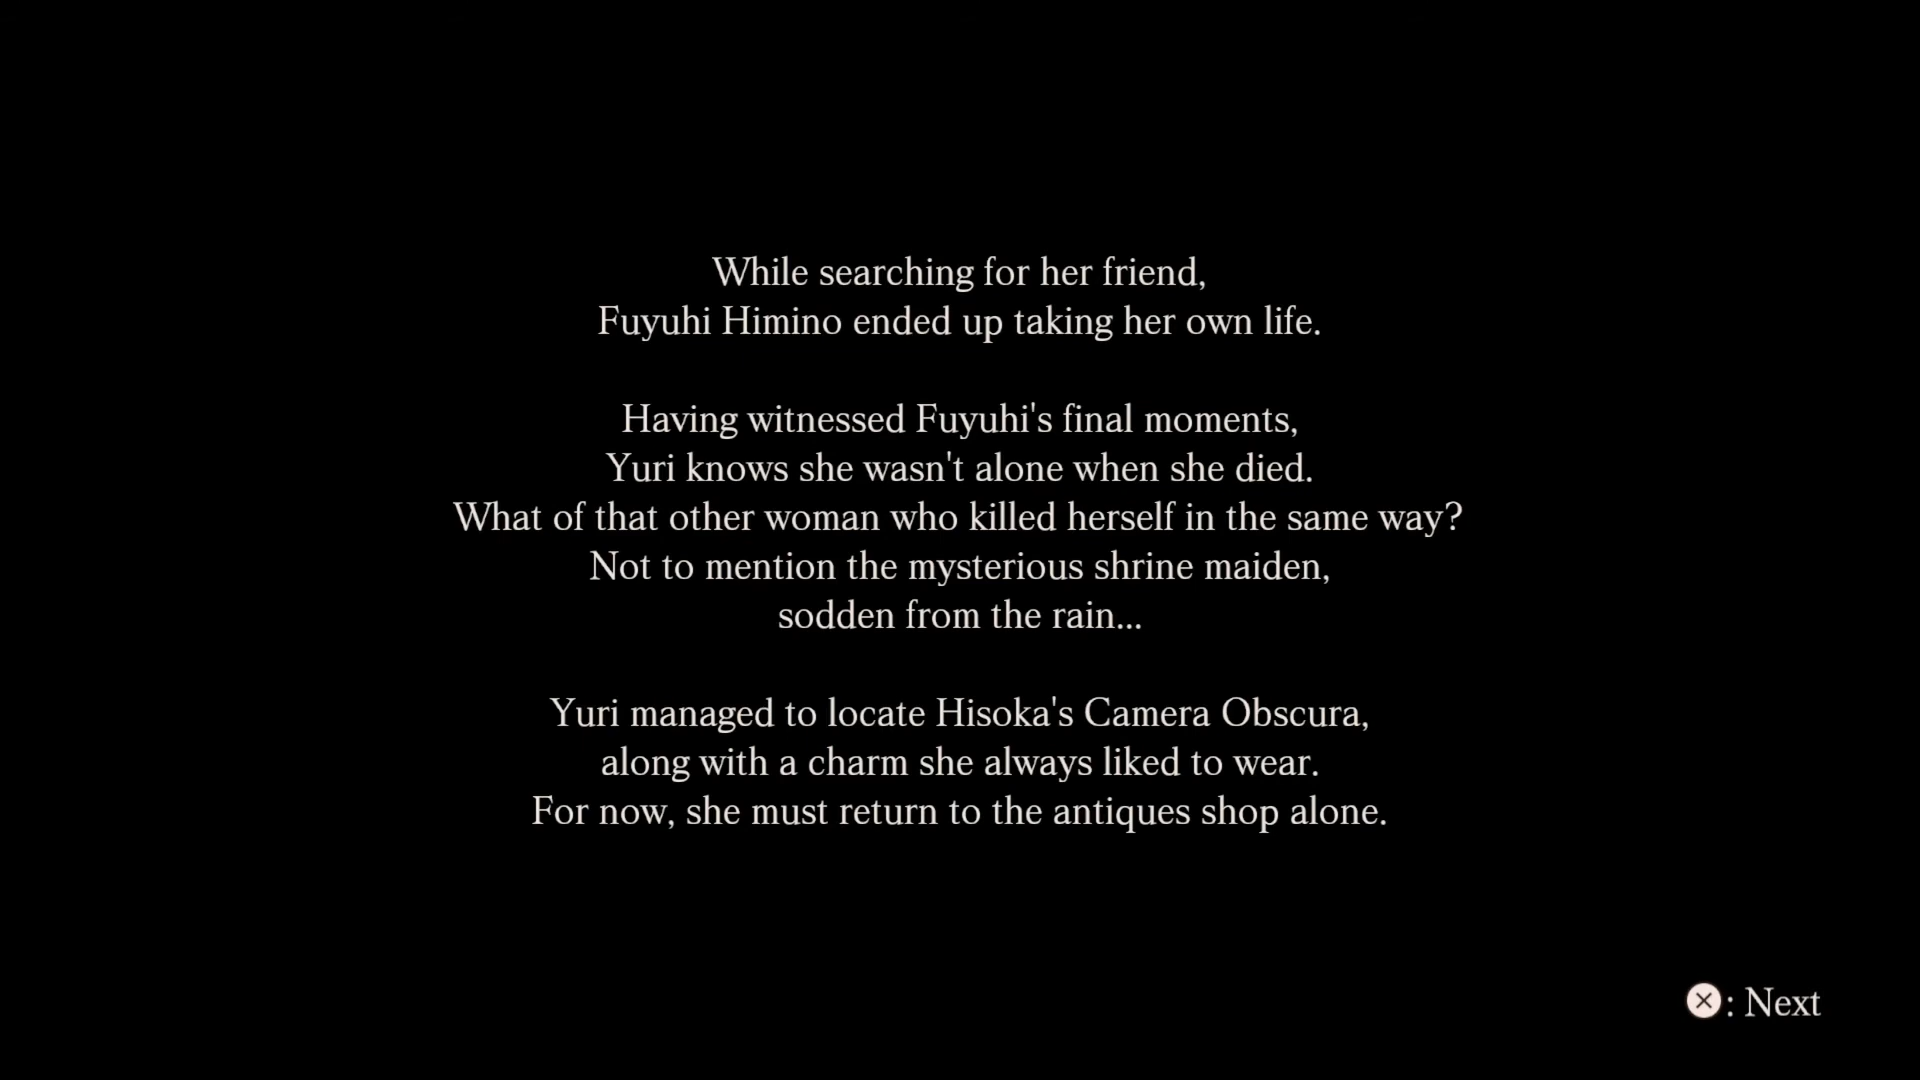 While searching for her friend,
Fuyuhi Himino ended up taking her own life.
Having witnessed Fuyuhi's final moments,
Yuri knows she wasn't alone when she died.
What of that other woman who killed herself in the same way?
Not to mention the mysterious shrine maiden,
sodden from the rain...
Yuri managed to locate Hisoka's Camera Obscura,
along with a charm she always liked to wear.
For now, she must return to the antiques shop alone.
: Next